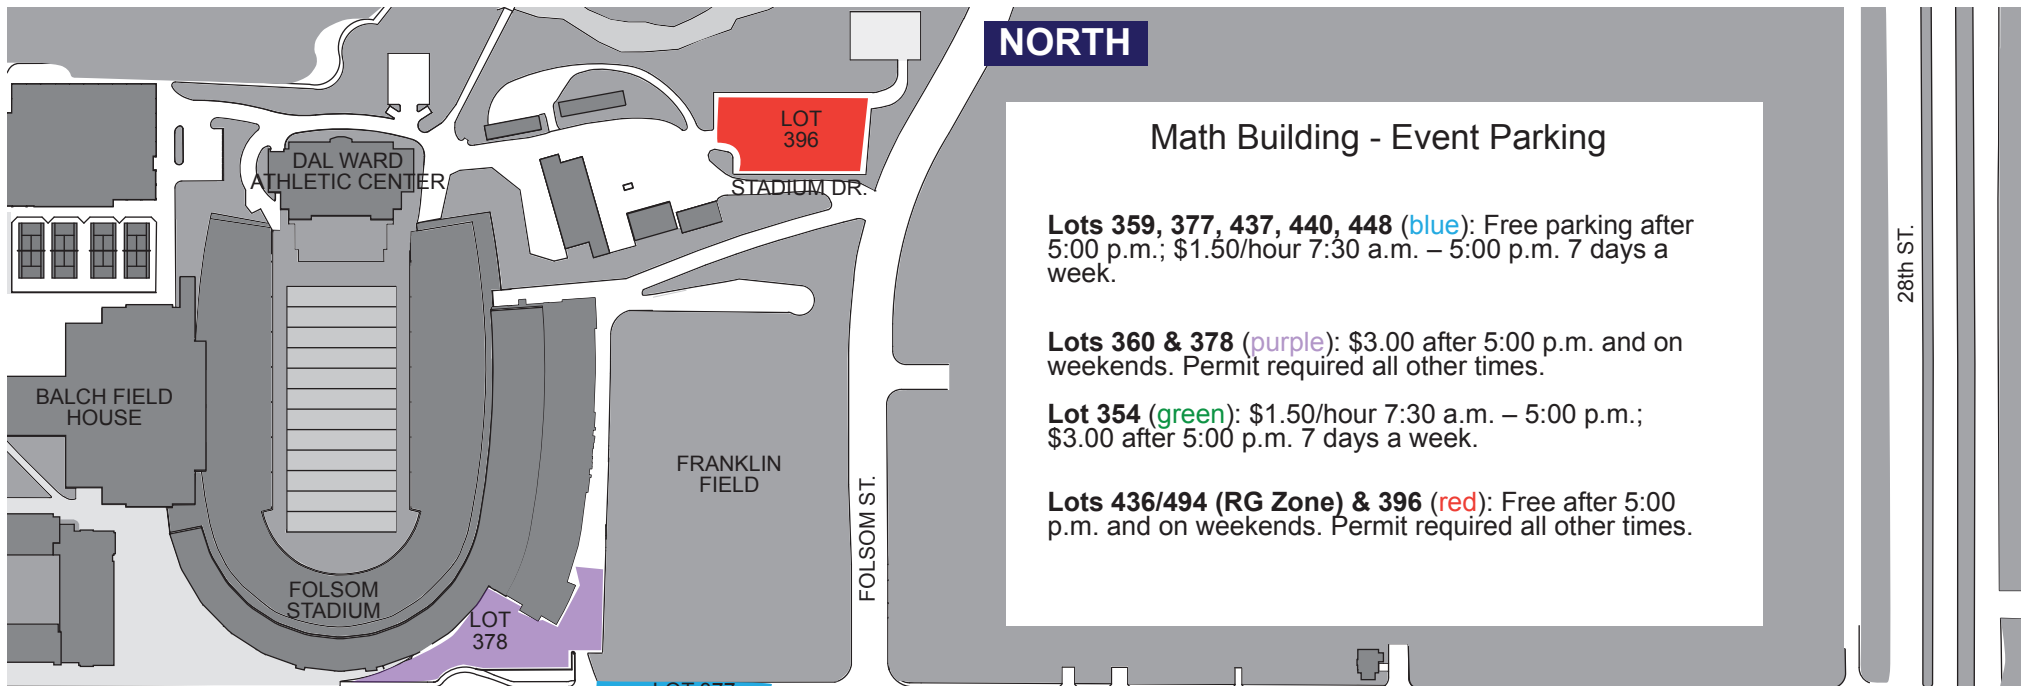 NORTH
LOT
396
DAL WARD
ATHLETIC CENTER
STADIUM DR.
Math Building - Event Parking
Lots 359, 377, 437, 440, 448 (blue): Free parking after
5:00 p.m.; $1.50/hour 7:30 a.m. – 5:00 p.m. 7 days a
week.
Lots 360 & 378 (purple): $3.00 after 5:00 p.m. and on
weekends. Permit required all other times.
Lot 354 (green): $1.50/hour 7:30 a.m. – 5:00 p.m.;
$3.00 after 5:00 p.m. 7 days a week.
Lots 436/494 (RG Zone) & 396 (red): Free after 5:00
p.m. and on weekends. Permit required all other times.
28th ST.
BALCH FIELD
HOUSE
FRANKLIN
FIELD
FOLSOM ST.
FOLSOM
STADIUM
LOT
378
LOT 377